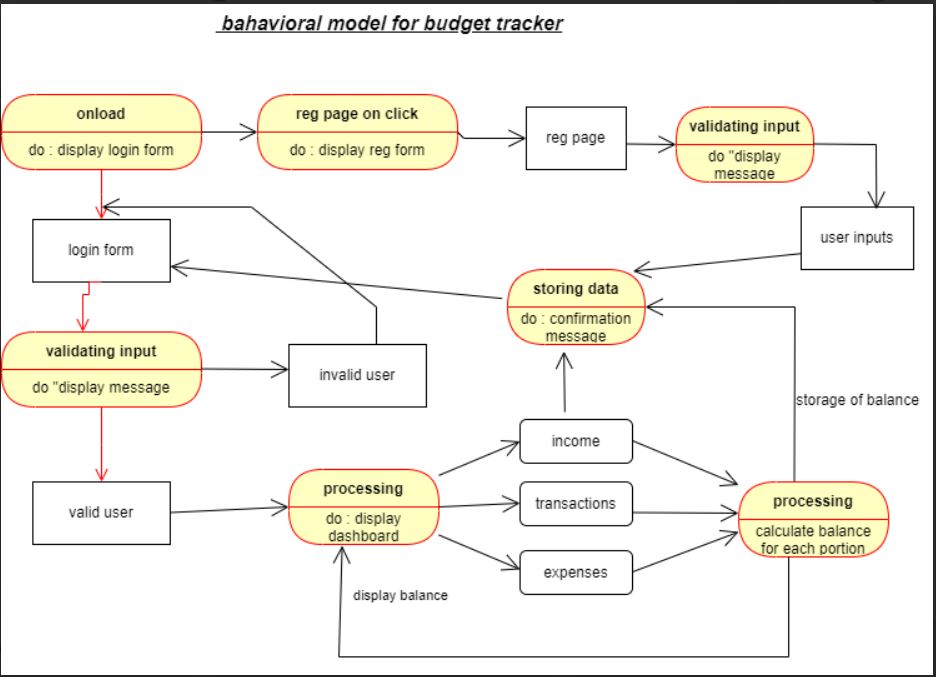 bahavioral model for budget tracker
onload
do : display login form
reg page on click
do : display reg form
reg page
validating input
do "display
message
user inputs
login form
storing data
do : confirmation
message
validating input
do "display message
invalid user
storage of balance
income
valid user
processing
do : display
dashboard
transactions
processing
calculate balance
for each portion
expenses
display balance